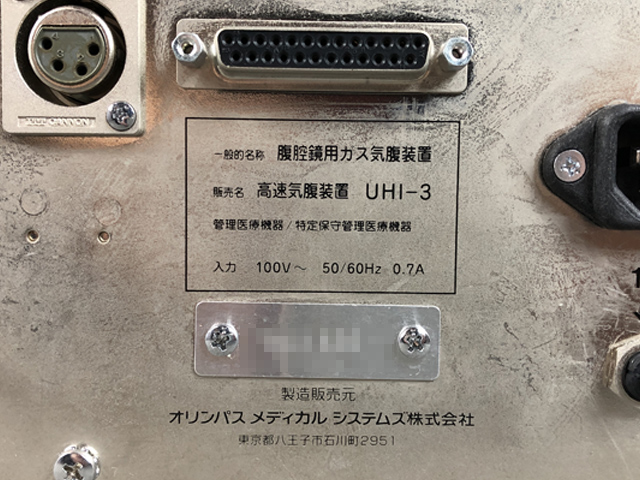 ITT-CANNON
一般的名称 腹腔鏡用ガス気腹装置
販売名 高速気腹装置 UHI-3
管理医療機器/特定保守管理医療機器
入力 100V～ 50/60Hz 0.7A
製造販売元
オリンパス メディカル システムズ株式会社
東京都八王子市石川町2951